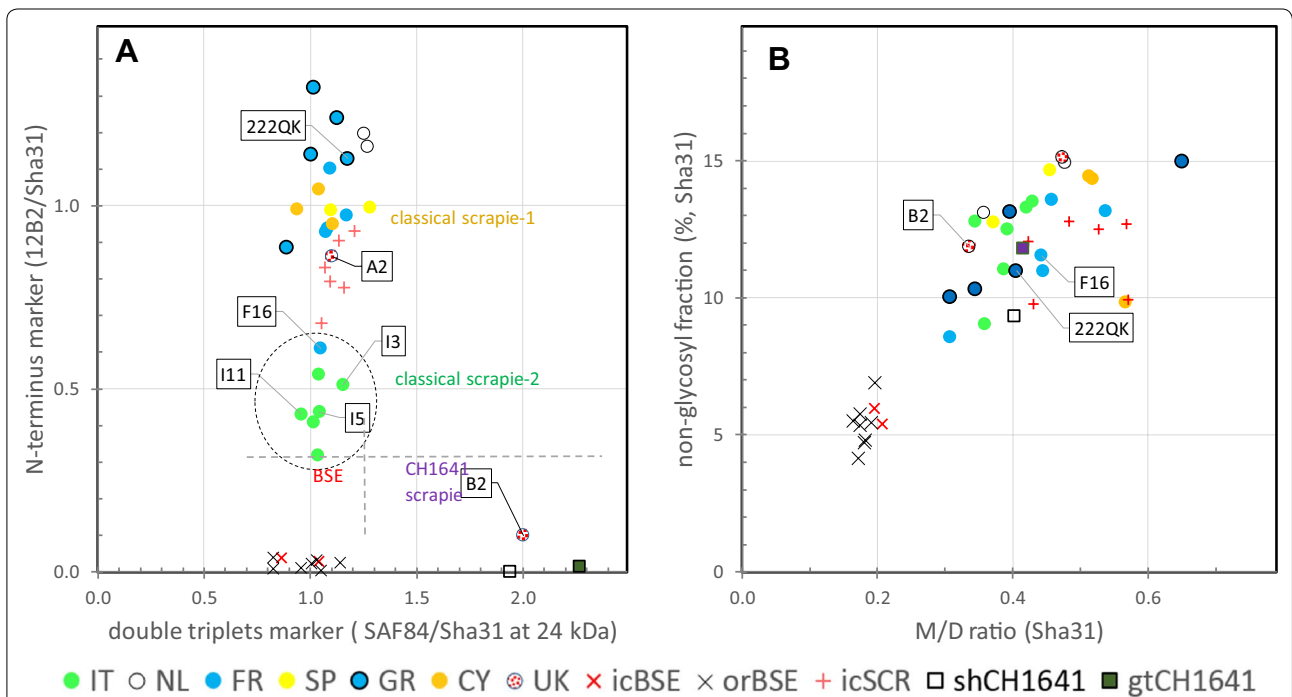 A
N-terminus marker (12B2/Sha31)
1.0
0.5
0.0
222QK
classical scrapie-1
A2
F16
I3
I11
classical scrapie-2
I5
BSE
CH1641
scrapie
B2
0.0 0.5 1.0 1.5 2.0
double triplets marker ( SAF84/Sha31 at 24 kDa)
B
non-glycosyl fraction (%, Sha31)
20
15
10
5
0
B2
F16
222QK
0.0 0.2 0.4 0.6
M/D ratio (Sha31)
IT NL FR SP GR CY UK icBSE orBSE icSCR shCH1641 gtCH1641